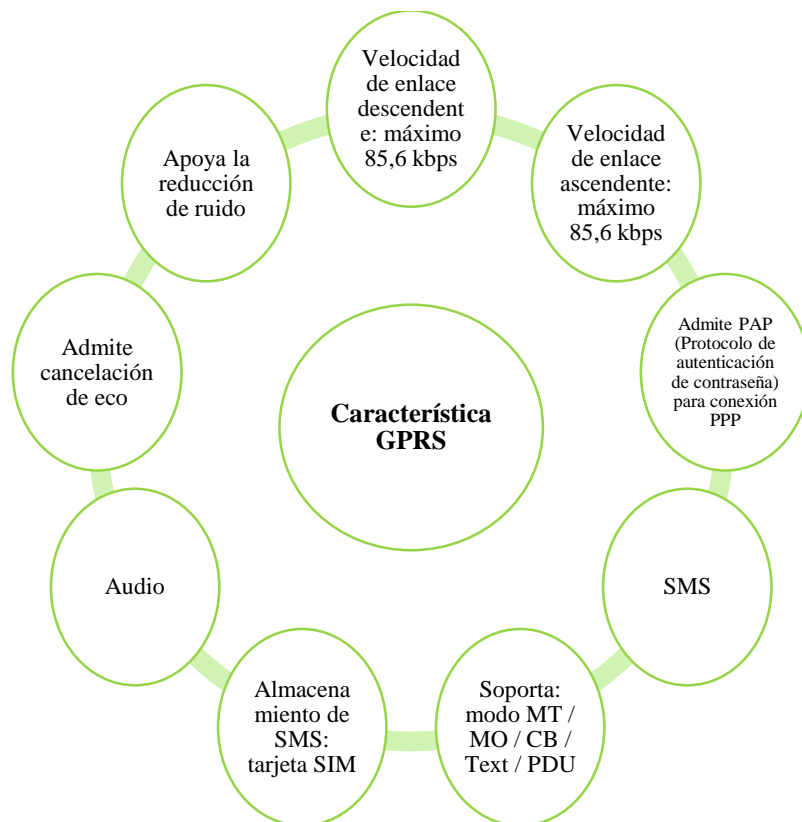 Velocidad
de enlace
descendent
e: máximo
85,6 kbps
Velocidad
de enlace
ascendente:
máximo
85,6 kbps
Admite PAP
(Protocolo de
autenticación
de contraseña)
para conexión
PPP
SMS
Soporta:
modo MT /
MO / CB /
Text / PDU
Almacena
miento de
SMS:
tarjeta SIM
Audio
Admite
cancelación
de eco
Apoya la
reducción
de ruido
Característica
GPRS